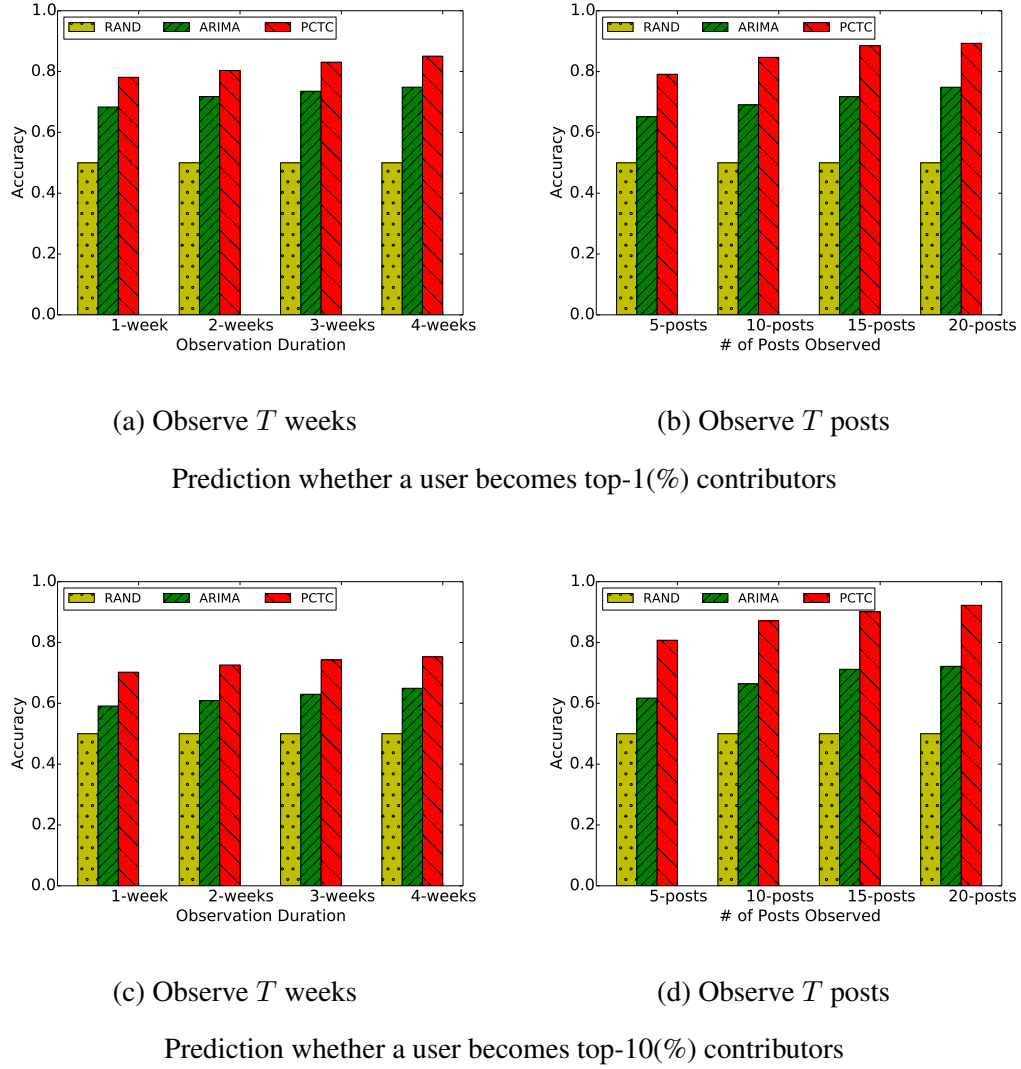 1.0
0.8
0.6
0.4
0.2
0.0
Accuracy
RAND ARIMA PCTC
1-week 2-weeks 3-weeks 4-weeks
Observation Duration
(a) Observe T weeks
1.0
0.8
0.6
0.4
0.2
0.0
Accuracy
RAND ARIMA PCTC
5-posts 10-posts 15-posts 20-posts
# of Posts Observed
(b) Observe T posts
Prediction whether a user becomes top-1(%) contributors
1.0
0.8
0.6
0.4
0.2
0.0
Accuracy
RAND ARIMA PCTC
1-week 2-weeks 3-weeks 4-weeks
Observation Duration
(c) Observe T weeks
1.0
0.8
0.6
0.4
0.2
0.0
Accuracy
RAND ARIMA PCTC
5-posts 10-posts 15-posts 20-posts
# of Posts Observed
(d) Observe T posts
Prediction whether a user becomes top-10(%) contributors